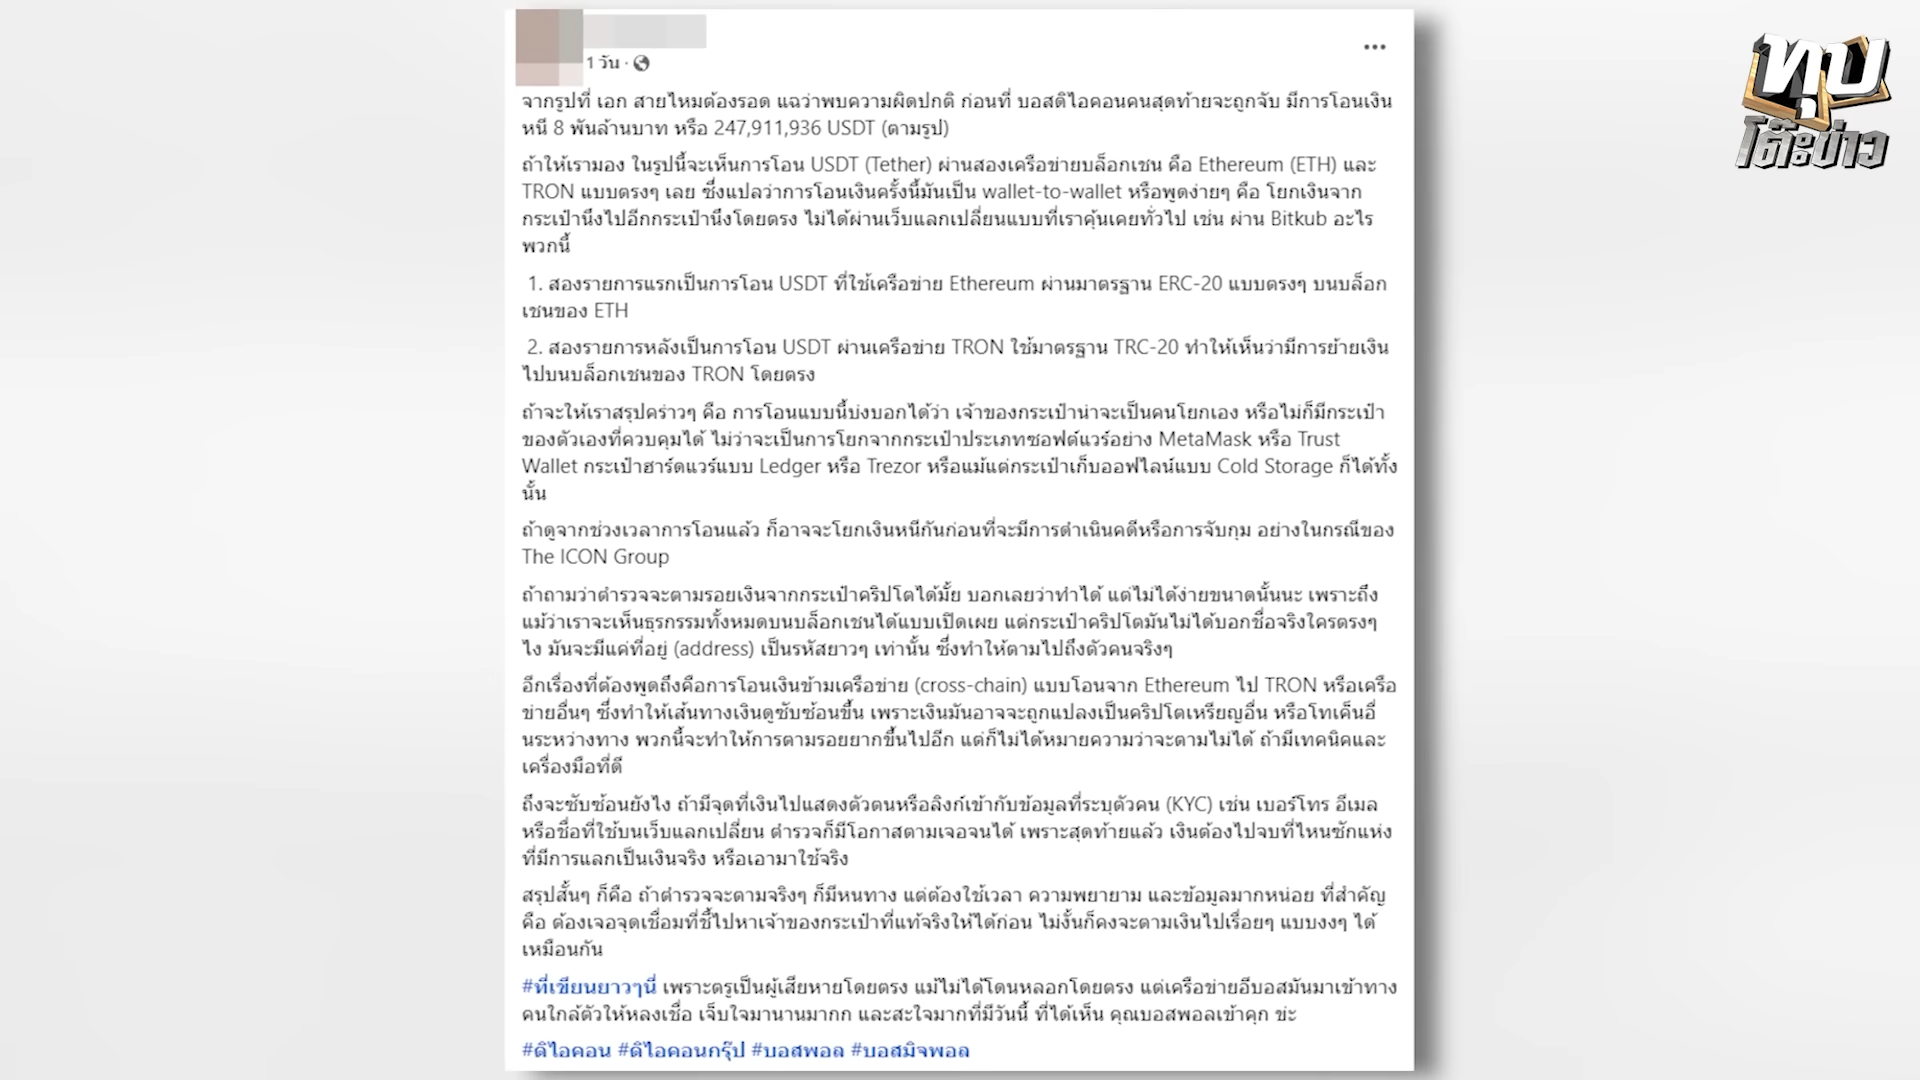 1 วัน ·
ทุบ
โต๊ะข่าว
จากรูปที่ เอก สายไหมต้องรอด แฉว่าพบความผิดปกติ ก่อนที่ บอสดิไอคอนคนสุดท้ายจะถูกจับ มีการโอนเงิน
หนี 8 พันล้านบาท หรือ 247,911,936 USDT (ตามรูป)
ถ้าให้เรามอง ในรูปนี้จะเห็นการโอน USDT (Tether) ผ่านสองเครือข่ายบล็อกเชน คือ Ethereum (ETH) และ
TRON แบบตรงๆ เลย ซึ่งแปลว่าการโอนเงินครั้งนี้มันเป็น wallet-to-wallet หรือพูดง่ายๆ คือ โยกเงินจาก
กระเป๋านึงไปอีกกระเป๋านึงโดยตรง ไม่ได้ผ่านเว็บแลกเปลี่ยนแบบที่เราคุ้นเคยทั่วไป เช่น ผ่าน Bitkub อะไร
พวกนี้
1. สองรายการแรกเป็นการโอน USDT ที่ใช้เครือข่าย Ethereum ผ่านมาตรฐาน ERC-20 แบบตรงๆ บนบล็อก
เชนของ ETH
2. สองรายการหลังเป็นการโอน USDT ผ่านเครือข่าย TRON ใช้มาตรฐาน TRC-20 ทำให้เห็นว่ามีการย้ายเงิน
ไปบนบล็อกเชนของ TRON โดยตรง
ถ้าจะให้เราสรุปคร่าวๆ คือ การโอนแบบนี้บ่งบอกได้ว่า เจ้าของกระเป๋าน่าจะเป็นคนโยกเอง หรือไม่ก็มีกระเป๋า
ของตัวเองที่ควบคุมได้ ไม่ว่าจะเป็นการโยกจากกระเป๋าประเภทซอฟต์แวร์อย่าง MetaMask หรือ Trust
Wallet กระเป๋าฮาร์ดแวร์แบบ Ledger หรือ Trezor หรือแม้แต่กระเป๋าเก็บออฟไลน์แบบ Cold Storage ก็ได้ทั้ง
นั้น
ถ้าดูจากช่วงเวลาการโอนแล้ว ก็อาจจะโยกเงินหนีกันก่อนที่จะมีการดำเนินคดีหรือการจับกุม อย่างในกรณีของ
The ICON Group
ถ้าถามว่าตำรวจจะตามรอยเงินจากกระเป๋าคริปโตได้มั้ย บอกเลยว่าทำได้ แต่ไม่ได้ง่ายขนาดนั้นนะ เพราะถึง
แม้ว่าเราจะเห็นธุรกรรมทั้งหมดบนบล็อกเชนได้แบบเปิดเผย แต่กระเป๋าคริปโตมันไม่ได้บอกชื่อจริงใครตรงๆ
ไง มันจะมีแค่ที่อยู่ (address) เป็นรหัสยาวๆ เท่านั้น ซึ่งทำให้ตามไปถึงตัวคนจริงๆ
อีกเรื่องที่ต้องพูดถึงคือการโอนเงินข้ามเครือข่าย (cross-chain) แบบโอนจาก Ethereum ไป TRON หรือเครือ
ข่ายอื่นๆ ซึ่งทำให้เส้นทางเงินดูซับซ้อนขึ้น เพราะเงินมันอาจจะถูกแปลงเป็นคริปโตเหรียญอื่น หรือโทเค็นอื่
นระหว่างทาง พวกนี้จะทำให้การตามรอยยากขึ้นไปอีก แต่ก็ไม่ได้หมายความว่าจะตามไม่ได้ ถ้ามีเทคนิคและ
เครื่องมือที่ดี
ถึงจะซับซ้อนยังไง ถ้ามีจุดที่เงินไปแสดงตัวตนหรือลิงก์เข้ากับข้อมูลที่ระบุตัวคน (KYC) เช่น เบอร์โทร อีเมล
หรือชื่อที่ใช้บนเว็บแลกเปลี่ยน ตำรวจก็มีโอกาสตามเจอจนได้ เพราะสุดท้ายแล้ว เงินต้องไปจบที่ไหนซักแห่ง
ที่มีการแลกเป็นเงินจริง หรือเอามาใช้จริง
สรุปสั้นๆ ก็คือ ถ้าตำรวจจะตามจริงๆ ก็มีหนทาง แต่ต้องใช้เวลา ความพยายาม และข้อมูลมากหน่อย ที่สำคัญ
คือ ต้องเจอจุดเชื่อมที่ชี้ไปหาเจ้าของกระเป๋าที่แท้จริงให้ได้ก่อน ไม่งั้นก็คงจะตามเงินไปเรื่อยๆ แบบงงๆ ได้
เหมือนกัน
#ที่เขียนยาวๆนี่ เพราะตรูเป็นผู้เสียหายโดยตรง แม้ไม่ได้โดนหลอกโดยตรง แต่เครือข่ายอีบอสมันมาเข้าทาง
คนใกล้ตัวให้หลงเชื่อ เจ็บใจมานานมากก และสะใจมากที่มีวันนี้ ที่ได้เห็น คุณบอสพอลเข้าคุก ข่ะ
#ดิไอคอน #ดิไอคอนกรุ๊ป #บอสพอล #บอสมิจพอล